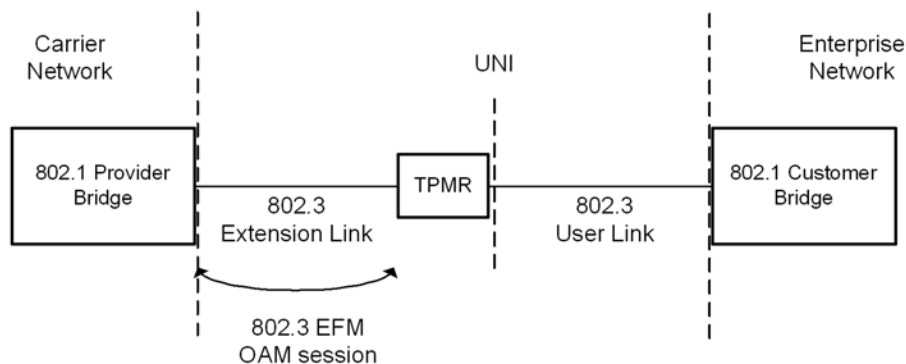 Carrier
Network
UNI
Enterprise
Network
802.1 Provider
Bridge
802.3
Extension Link
TPMR
802.3
User Link
802.1 Customer
Bridge
802.3 EFM
OAM session